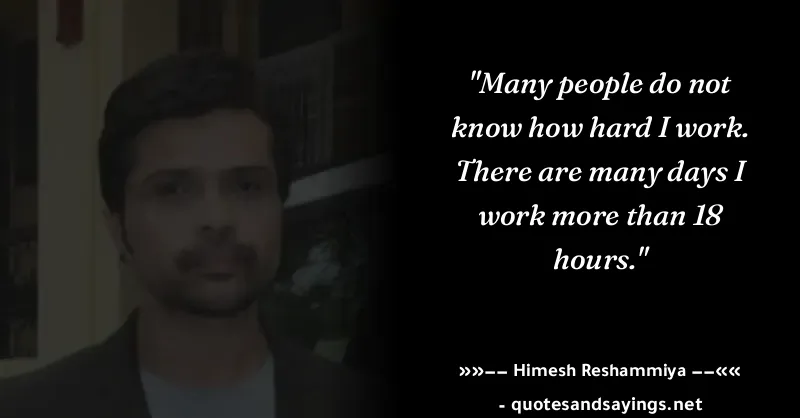 "Many people do not
know how hard I work.
There are many days I
work more than 18
hours."
»»−− Himesh Reshammiya −−««
- quotesandsayings.net